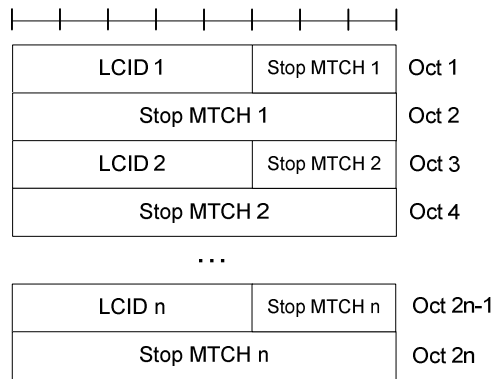 LCID 1 Stop MTCH 1 Oct 1
Stop MTCH 1 Oct 2
LCID 2 Stop MTCH 2 Oct 3
Stop MTCH 2 Oct 4
...
LCID n Stop MTCH n Oct 2n-1
Stop MTCH n Oct 2n